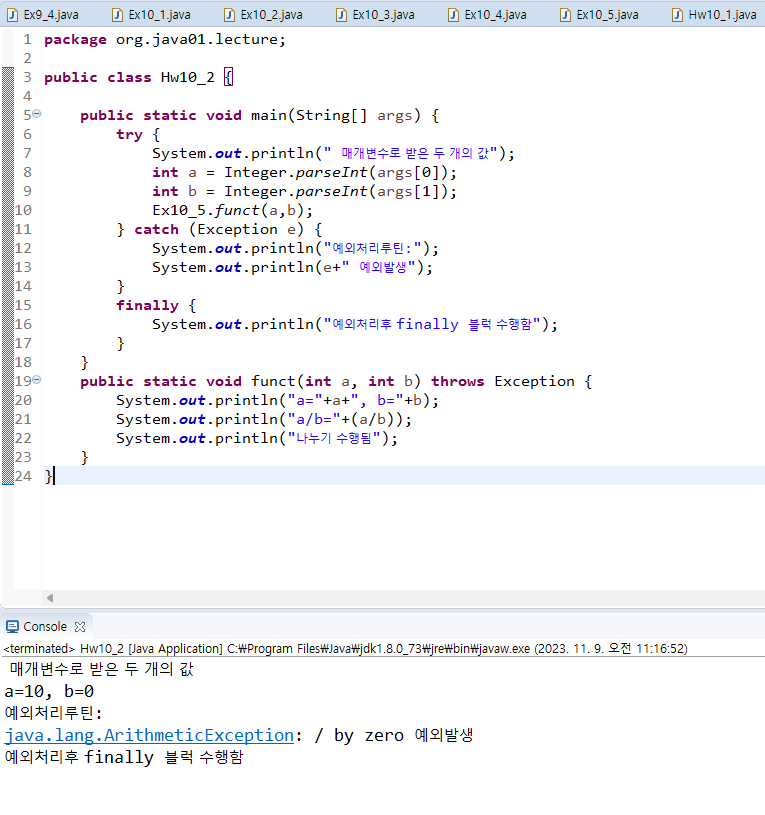 Ex9_4.java Ex10_1.java Ex10_2.java Ex10_3.java Ex10_4.java Ex10_5.java Hw10_1.java
1 package org.java01.lecture;
2
3 public class Hw10_2 {
4
5 public static void main(String[] args) {
6 try {
7 System.out.println(" 매개변수로 받은 두 개의 값");
8 int a = Integer.parseInt(args[0]);
9 int b = Integer.parseInt(args[1]);
10 Ex10_5.funct(a,b);
11 } catch (Exception e) {
12 System.out.println("예외처리루틴:");
13 System.out.println(e+" 예외발생");
14 }
15 finally {
16 System.out.println("예외처리후 finally 블럭 수행함");
17 }
18 }
19 public static void funct(int a, int b) throws Exception {
20 System.out.println("a="+a+", b="+b);
21 System.out.println("a/b="+(a/b));
22 System.out.println("나누기 수행됨");
23 }
24 }
Console
<terminated> Hw10_2 [Java Application] C:₩Program Files₩Java₩jdk1.8.0_73₩jre₩bin₩javaw.exe (2023. 11. 9. 오전 11:16:52)
매개변수로 받은 두 개의 값
a=10, b=0
예외처리루틴:
java.lang.ArithmeticException: / by zero 예외발생
예외처리후 finally 블럭 수행함